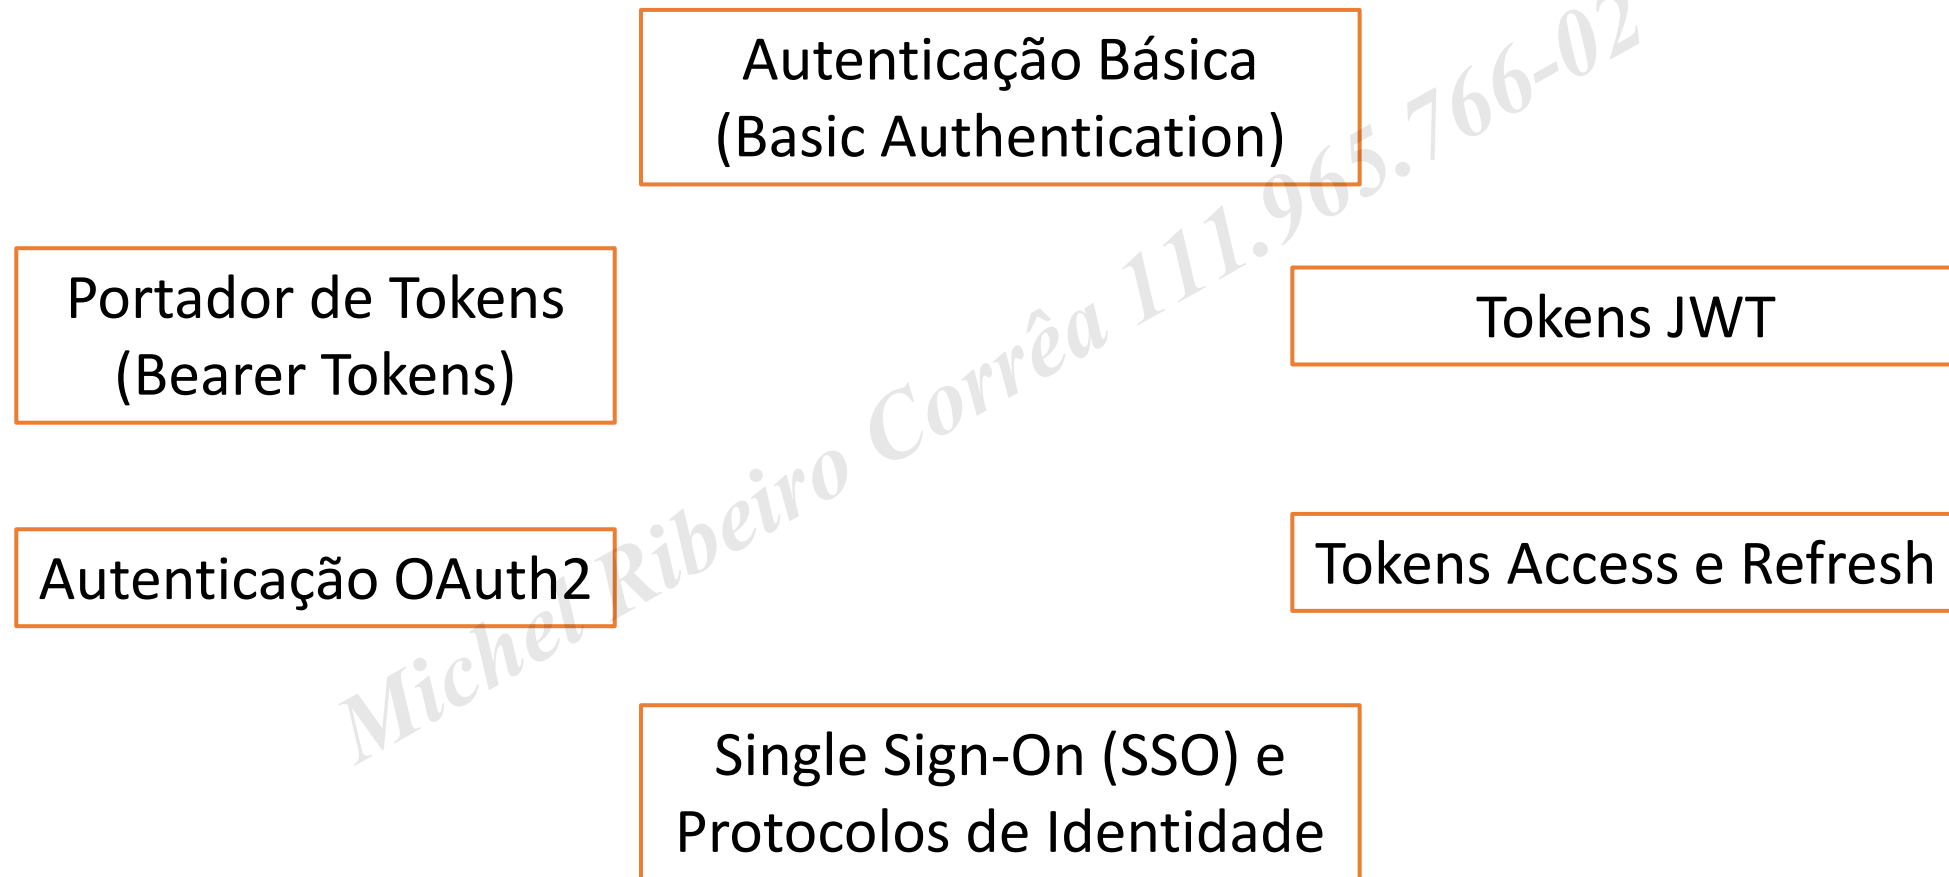 Autenticação Básica
(Basic Authentication)
Portador de Tokens
(Bearer Tokens)
Tokens JWT
Autenticação OAuth2
Tokens Access e Refresh
Single Sign-On (SSO) e
Protocolos de Identidade
Michel Ribeiro Corrêa 111.965.766-02